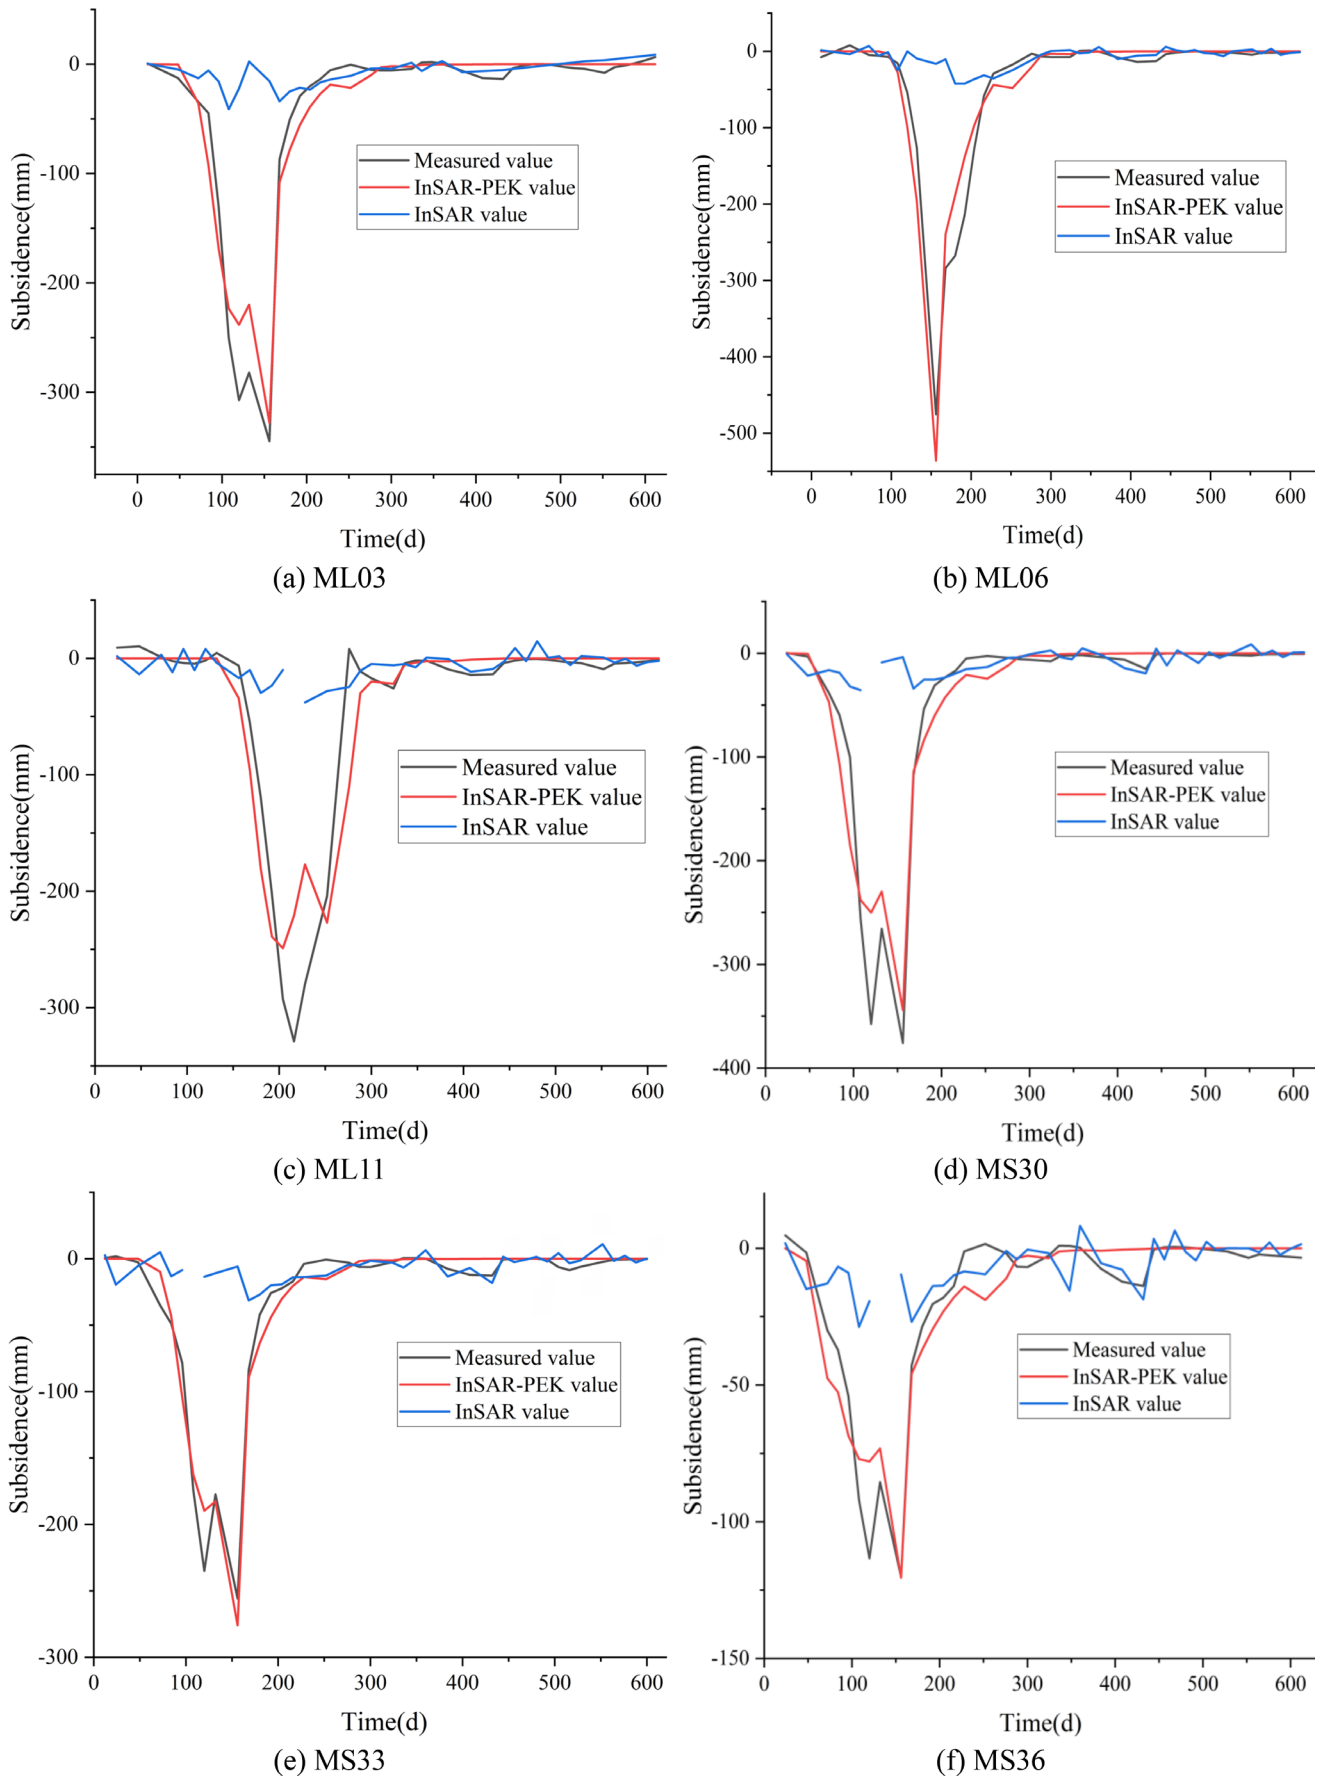 0
-100
-200
-300
Subsidence(mm)
Measured value
InSAR-PEK value
InSAR value
0 100 200 300 400 500 600
Time(d)
(a) ML03
0
-100
-200
-300
-400
-500
Subsidence(mm)
Measured value
InSAR-PEK value
InSAR value
0 100 200 300 400 500 600
Time(d)
(b) ML06
0
-100
-200
-300
Subsidence(mm)
Measured value
InSAR-PEK value
InSAR value
0 100 200 300 400 500 600
Time(d)
(c) ML11
0
-100
-200
-300
-400
Subsidence(mm)
Measured value
InSAR-PEK value
InSAR value
0 100 200 300 400 500 600
Time(d)
(d) MS30
0
-100
-200
-300
Subsidence(mm)
Measured value
InSAR-PEK value
InSAR value
0 100 200 300 400 500 600
Time(d)
(e) MS33
0
-50
-100
-150
Subsidence(mm)
Measured value
InSAR-PEK value
InSAR value
0 100 200 300 400 500 600
Time(d)
(f) MS36